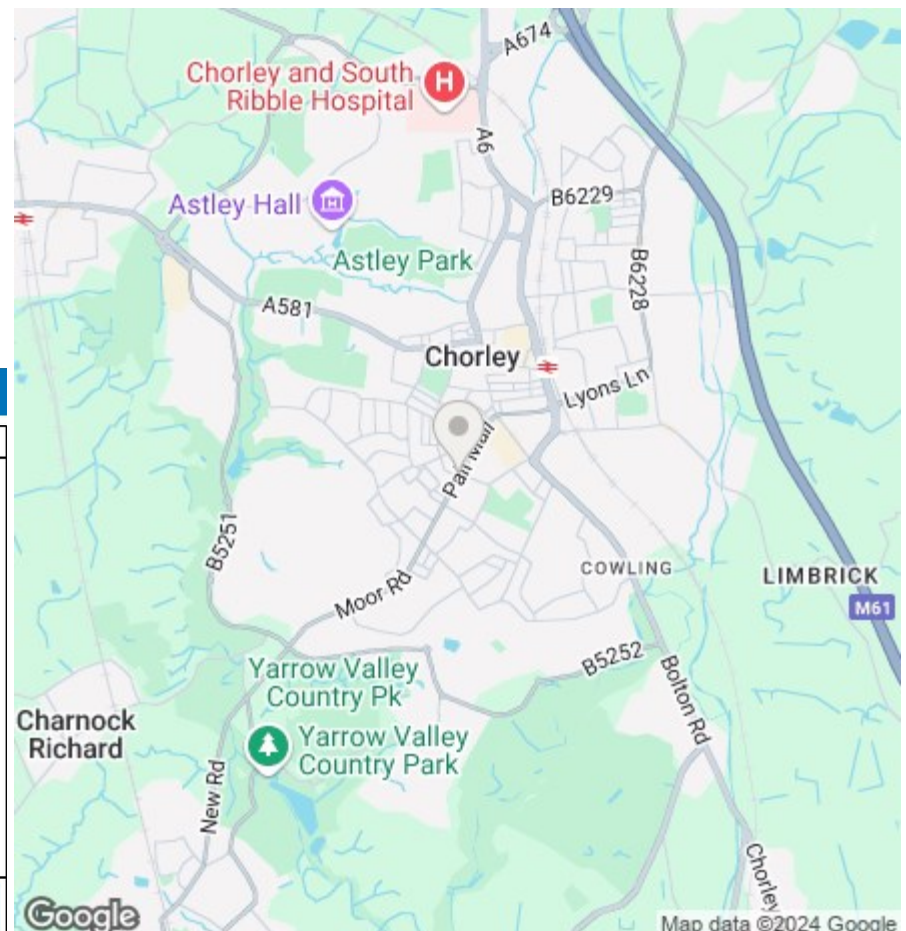 A674
Chorley and South
Ribble Hospital
H
A6
B6229
Astley Hall
Astley Park
B6228
A581
Chorley
Lyons Ln
Pall Mall
B5251
COWLING
LIMBRICK
M61
Moor Rd
B5252
Bolton Rd
Yarrow Valley
Country Pk
Charnock
Richard
Yarrow Valley
Country Park
New Rd
Chorley
Google
Map data ©2024 Google